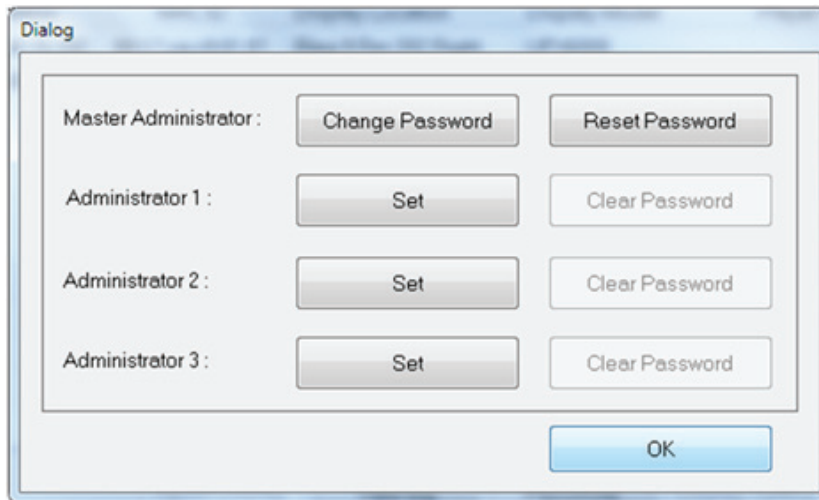 Dialog
Master Administrator : Change Password Reset Password
Administrator 1 : Set Clear Password
Administrator 2 : Set Clear Password
Administrator 3 : Set Clear Password
OK